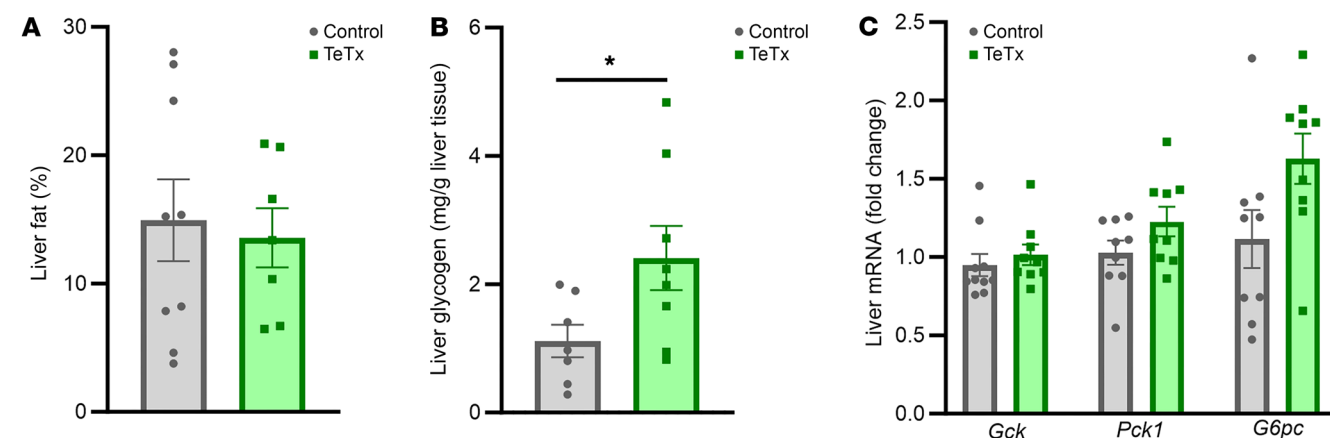 A
30
20
10
0
Liver fat (%)
Control
TeTx
B
6
4
2
0
Liver glycogen (mg/g liver tissue)
*
Control
TeTx
C
2.5
2.0
1.5
1.0
0.5
0.0
Liver mRNA (fold change)
Control
TeTx
Gck
Pck1
G6pc